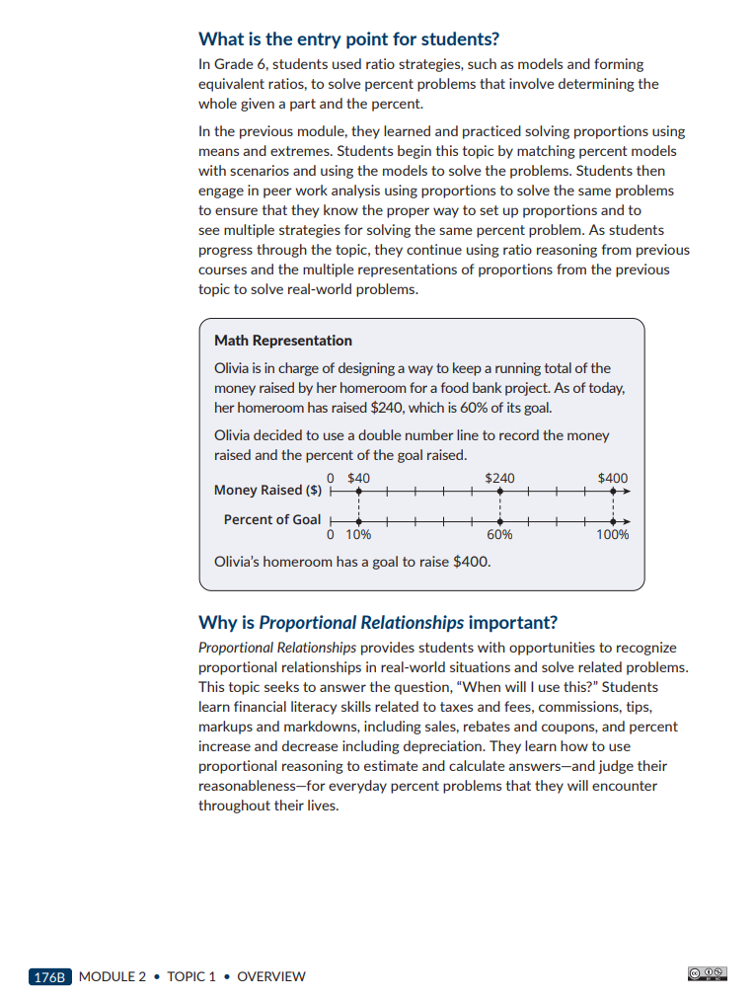 What is the entry point for students?
In Grade 6, students used ratio strategies, such as models and forming
equivalent ratios, to solve percent problems that involve determining the
whole given a part and the percent.
In the previous module, they learned and practiced solving proportions using
means and extremes. Students begin this topic by matching percent models
with scenarios and using the models to solve the problems. Students then
engage in peer work analysis using proportions to solve the same problems
to ensure that they know the proper way to set up proportions and to
see multiple strategies for solving the same percent problem. As students
progress through the topic, they continue using ratio reasoning from previous
courses and the multiple representations of proportions from the previous
topic to solve real-world problems.
Math Representation
Olivia is in charge of designing a way to keep a running total of the
money raised by her homeroom for a food bank project. As of today,
her homeroom has raised $240, which is 60% of its goal.
Olivia decided to use a double number line to record the money
raised and the percent of the goal raised.
0 $40 $240 $400
Money Raised ($)
Percent of Goal
0 10% 60% 100%
Olivia’s homeroom has a goal to raise $400.
Why is Proportional Relationships important?
Proportional Relationships provides students with opportunities to recognize
proportional relationships in real-world situations and solve related problems.
This topic seeks to answer the question, “When will I use this?” Students
learn financial literacy skills related to taxes and fees, commissions, tips,
markups and markdowns, including sales, rebates and coupons, and percent
increase and decrease including depreciation. They learn how to use
proportional reasoning to estimate and calculate answers—and judge their
reasonableness—for everyday percent problems that they will encounter
throughout their lives.
176B MODULE 2 • TOPIC 1 • OVERVIEW